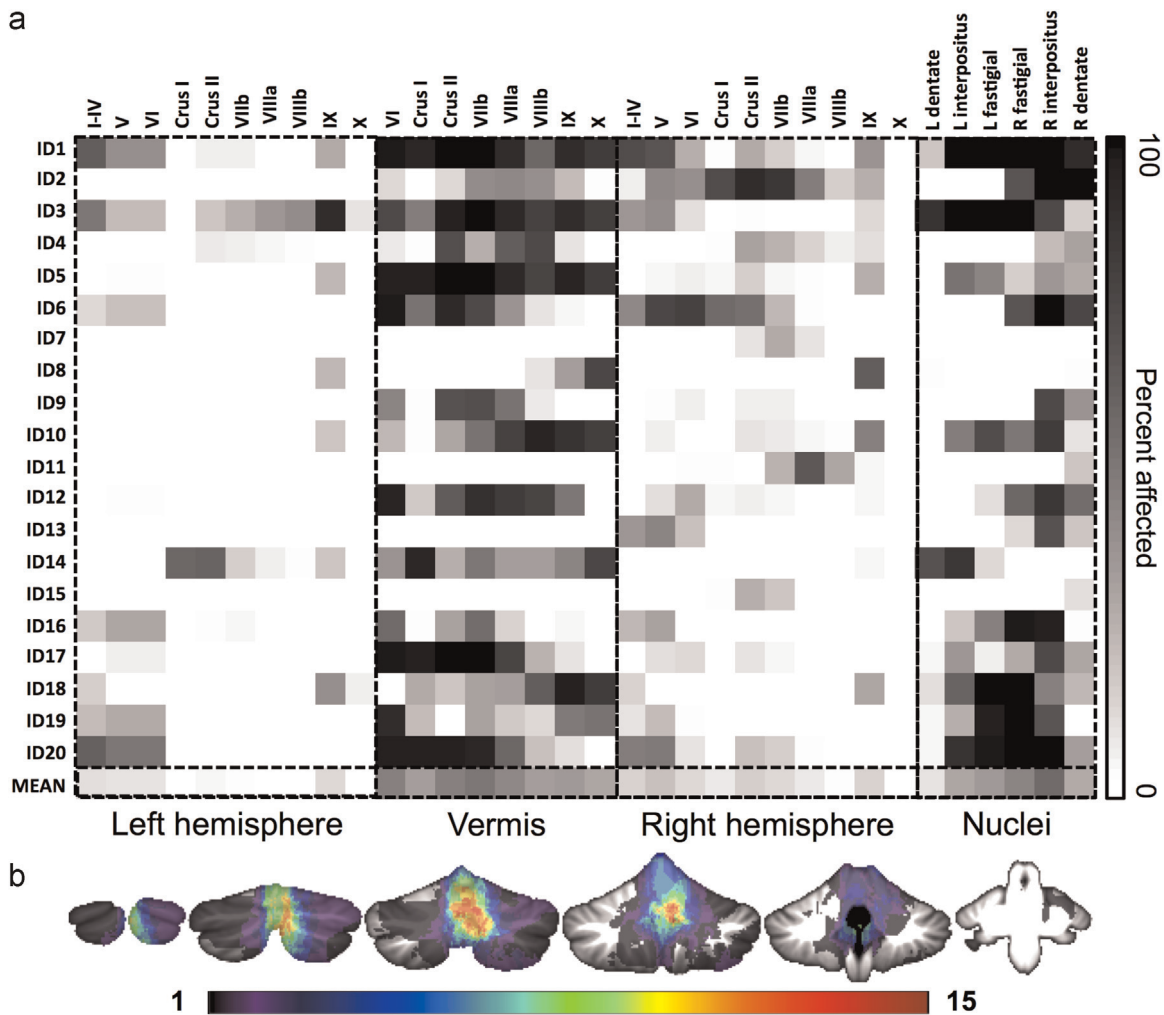 a
I-IV V VI Crus I Crus II VIIb VIIIa VIIIb IX X VI Crus I Crus II VIIb VIIIa VIIIb IX X I-IV V VI Crus I Crus II VIIb VIIIa VIIIb IX X L dentate L interpositus L fastigial R fastigial R interpositus R dentate
ID1
ID2
ID3
ID4
ID5
ID6
ID7
ID8
ID9
ID10
ID11
ID12
ID13
ID14
ID15
ID16
ID17
ID18
ID19
ID20
MEAN
100
Percent affected
0
Left hemisphere Vermis Right hemisphere Nuclei
b
1 15